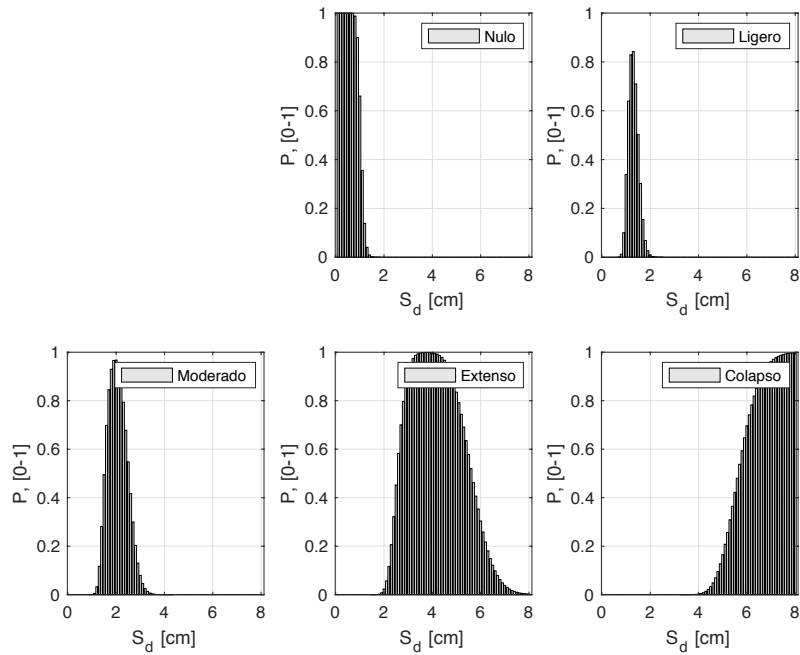 Nulo
P, [0-1]
1
0.8
0.6
0.4
0.2
0
0 2 4 6 8
S_d [cm]
Ligero
P, [0-1]
1
0.8
0.6
0.4
0.2
0
0 2 4 6 8
S_d [cm]
Moderado
P, [0-1]
1
0.8
0.6
0.4
0.2
0
0 2 4 6 8
S_d [cm]
Extenso
P, [0-1]
1
0.8
0.6
0.4
0.2
0
0 2 4 6 8
S_d [cm]
Colapso
P, [0-1]
1
0.8
0.6
0.4
0.2
0
0 2 4 6 8
S_d [cm]